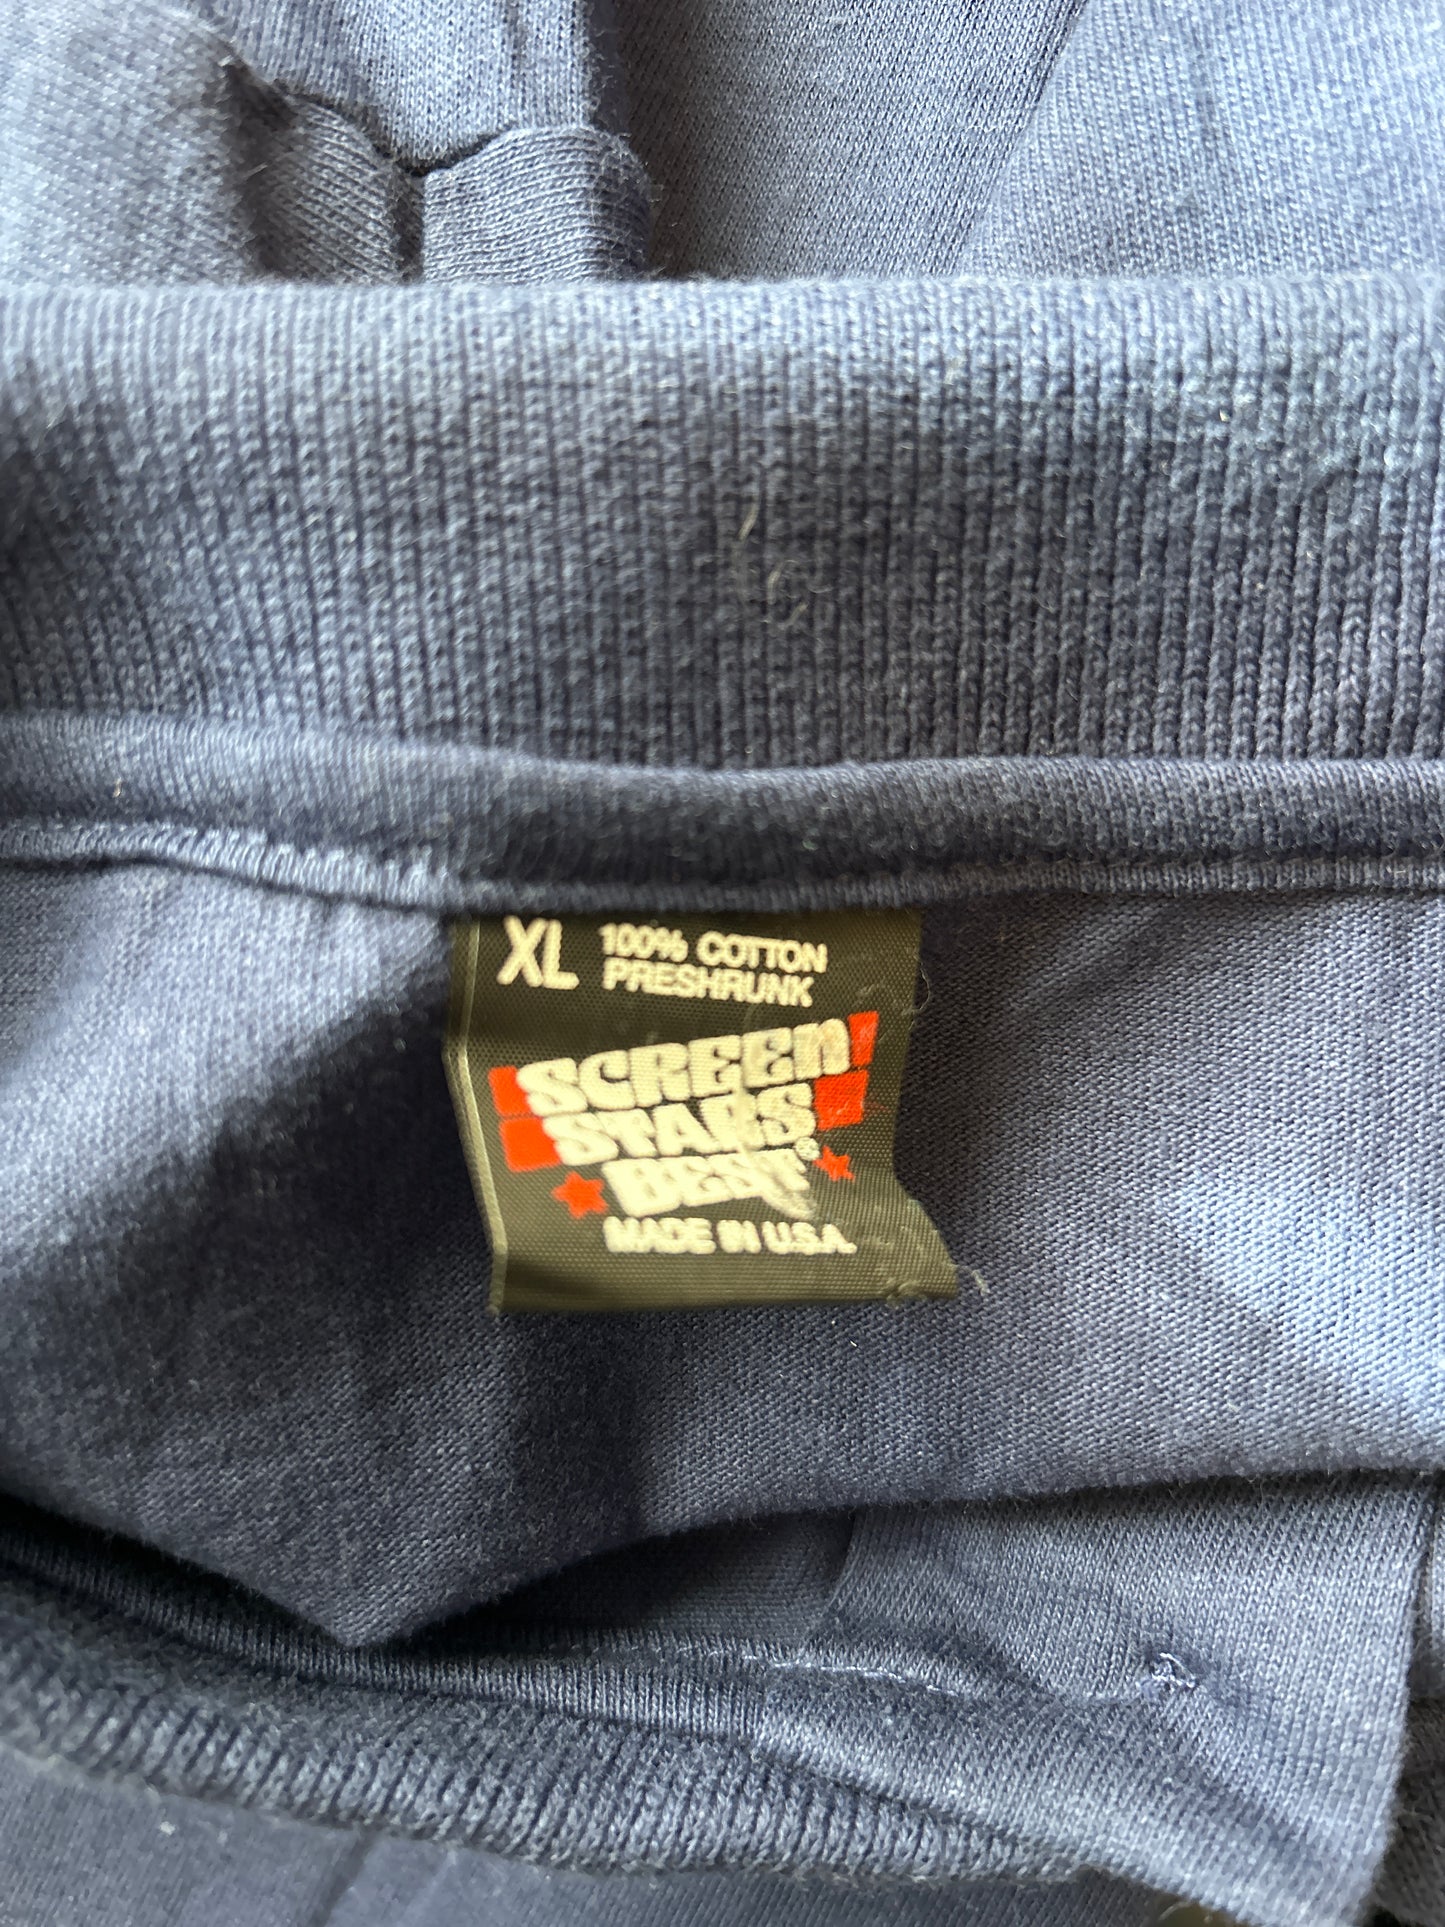 XL 100% COTTON
PRESHRUNK
SCREEN
STARS
BEST®
MADE IN U.S.A.